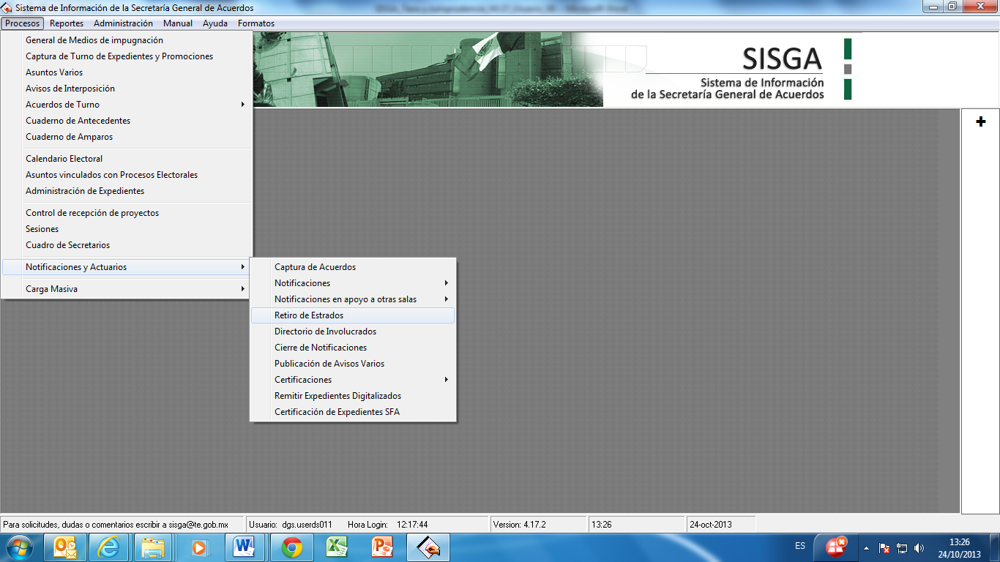 Sistema de Información de la Secretaría General de Acuerdos
Procesos Reportes Administración Manual Ayuda Formatos
General de Medios de impugnación
Captura de Turno de Expedientes y Promociones
Asuntos Varios
Avisos de Interposición
Acuerdos de Turno
Cuaderno de Antecedentes
Cuaderno de Amparos
Calendario Electoral
Asuntos vinculados con Procesos Electorales
Administración de Expedientes
Control de recepción de proyectos
Sesiones
Cuadro de Secretarios
Notificaciones y Actuarios
Carga Masiva
Captura de Acuerdos
Notificaciones
Notificaciones en apoyo a otras salas
Retiro de Estrados
Directorio de Involucrados
Cierre de Notificaciones
Publicación de Avisos Varios
Certificaciones
Remitir Expedientes Digitalizados
Certificación de Expedientes SFA
SISGA
Sistema de Información
de la Secretaría General de Acuerdos
Para solicitudes, dudas o comentarios escribir a sisga@te.gob.mx Usuario: dgs.userds011 Hora Login: 12:17:44 Version: 4.17.2 13:26 24-oct-2013
ES
13:26
24/10/2013